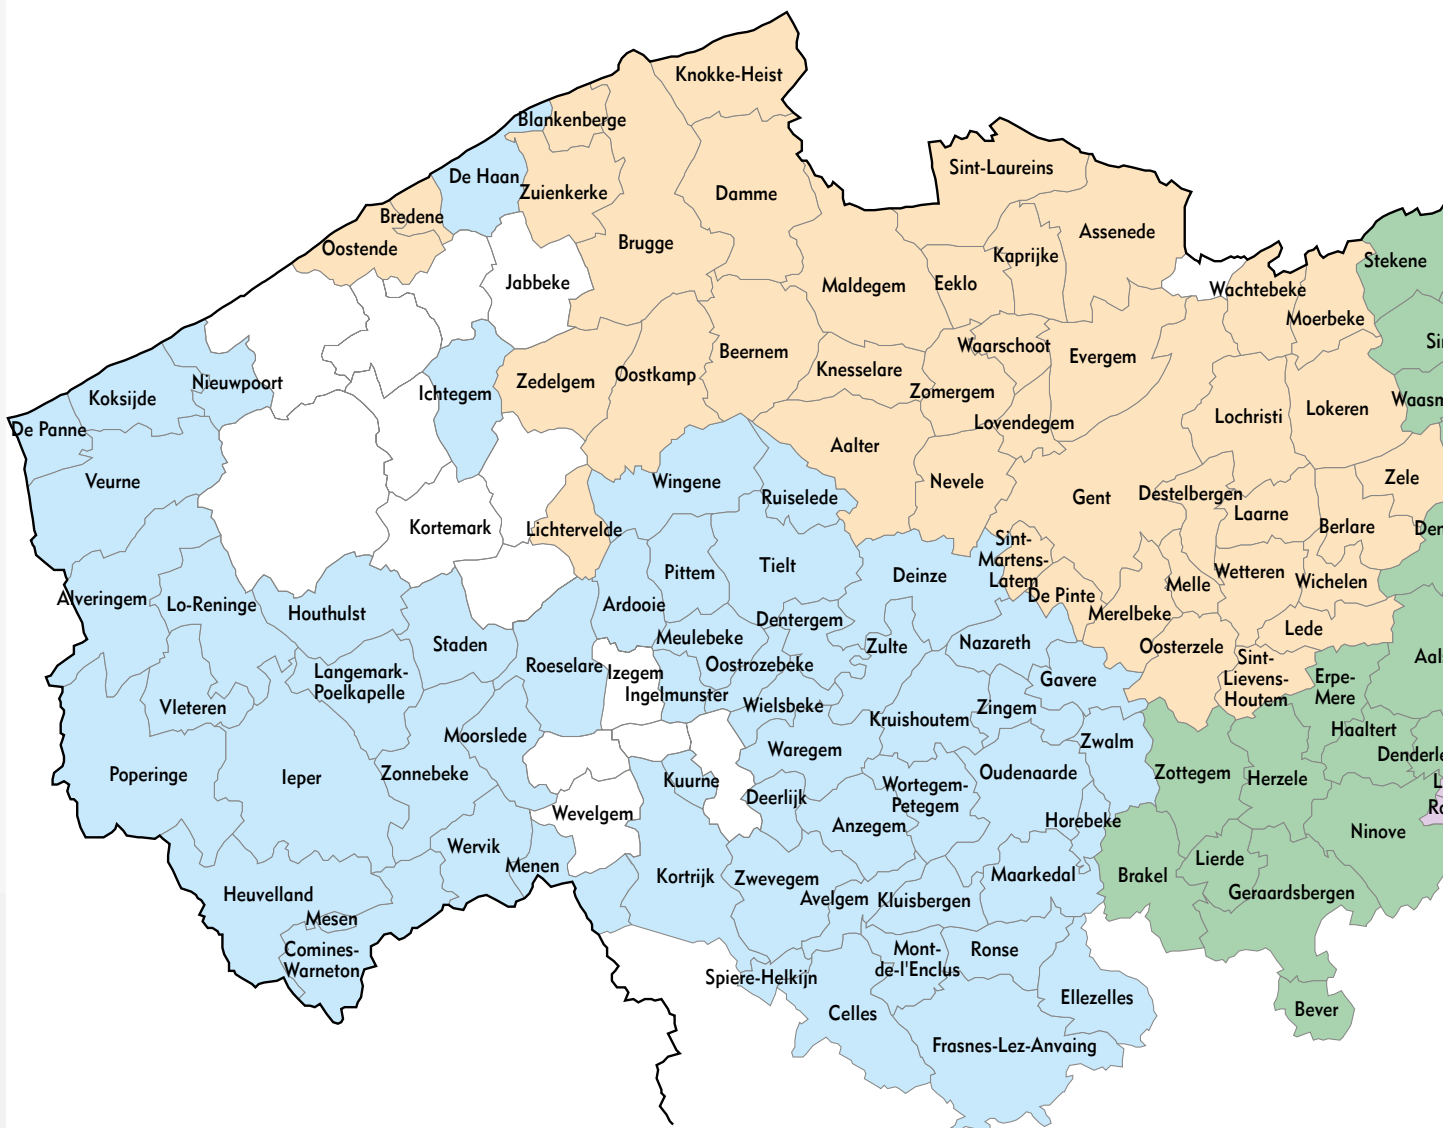 Knokke-Heist
Blankenberge
Sint-Laureins
De Haan
Zuienkerke
Damme
Bredene
Oostende
Brugge
Assenede
Kaprijke
Stekene
Jabbeke
Maldegem
Eeklo
Wachtebeke
Moerbeke
Sin
Waarschoot
Evergem
Beernem
Knesselare
Oostkamp
Zedelgem
Nieuwpoort
Koksijde
Ichtegem
Zomergem
Waasm
Lokeren
Lochristi
Lovendegem
De Panne
Aalter
Veurne
Wingene
Nevele
Zele
Ruiselede
Gent
Destelbergen
Laarne
Berlare
Den
Kortemark
Lichtervelde
Sint-
Martens-
Latem
Tielt
Pittem
Deinze
Wetteren
Wichelen
Melle
De Pinte
Alveringem
Lo-Reninge
Houthulst
Ardooie
Merelbeke
Dentergem
Lede
Meulebeke
Staden
Zulte
Nazareth
Oosterzele
Sint-
Lievens-
Houtem
Aals
Roeselare
Oostrozebeke
Izegem
Langemark-
Poelkapelle
Gavere
Erpe-
Mere
Ingelmunster
Vleteren
Wielsbeke
Zingem
Kruishoutem
Haaltert
Moorslede
Zwalm
Waregem
Denderle
Poperinge
Ieper
Zonnebeke
Kuurne
Oudenaarde
Zottegem
Herzele
L
Ro
Deerlijk
Wortegem-
Petegem
Wevelgem
Anzegem
Horebeke
Ninove
Wervik
Menen
Lierde
Kortrijk
Zwevegem
Maarkedal
Brakel
Heuvelland
Avelgem
Kluisbergen
Geraardsbergen
Mesen
Comines-
Warneton
Mont-
de-l'Enclus
Ronse
Spiere-Helkijn
Ellezelles
Celles
Bever
Frasnes-Lez-Anvaing